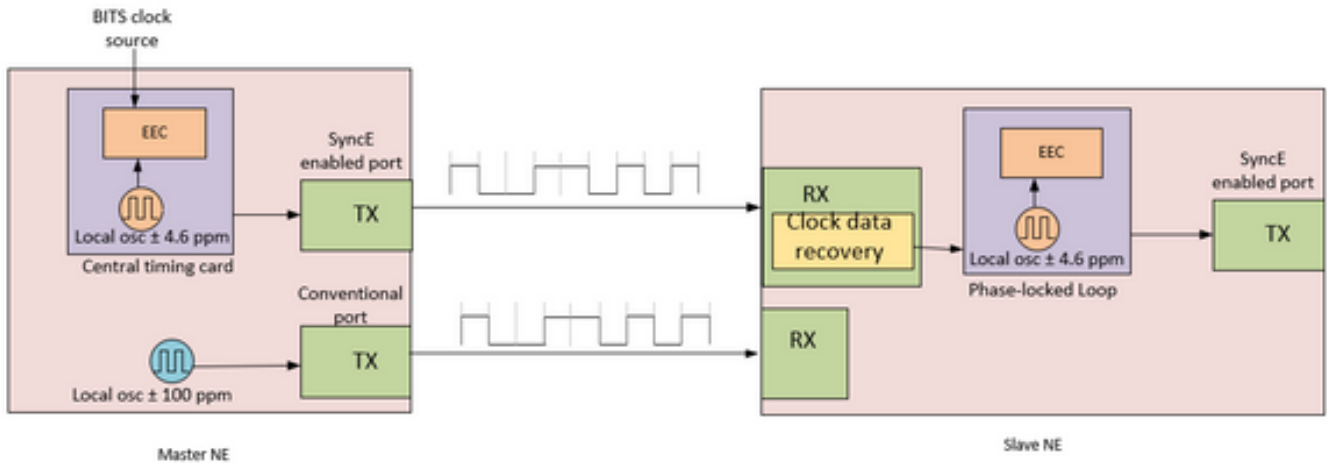 BITS clock
source
EEC
Local osc ± 4.6 ppm
Central timing card
SyncE
enabled port
TX
Conventional
port
TX
Local osc ± 100 ppm
Master NE
RX
Clock data
recovery
RX
EEC
Local osc ± 4.6 ppm
Phase-locked Loop
SyncE
enabled port
TX
Slave NE